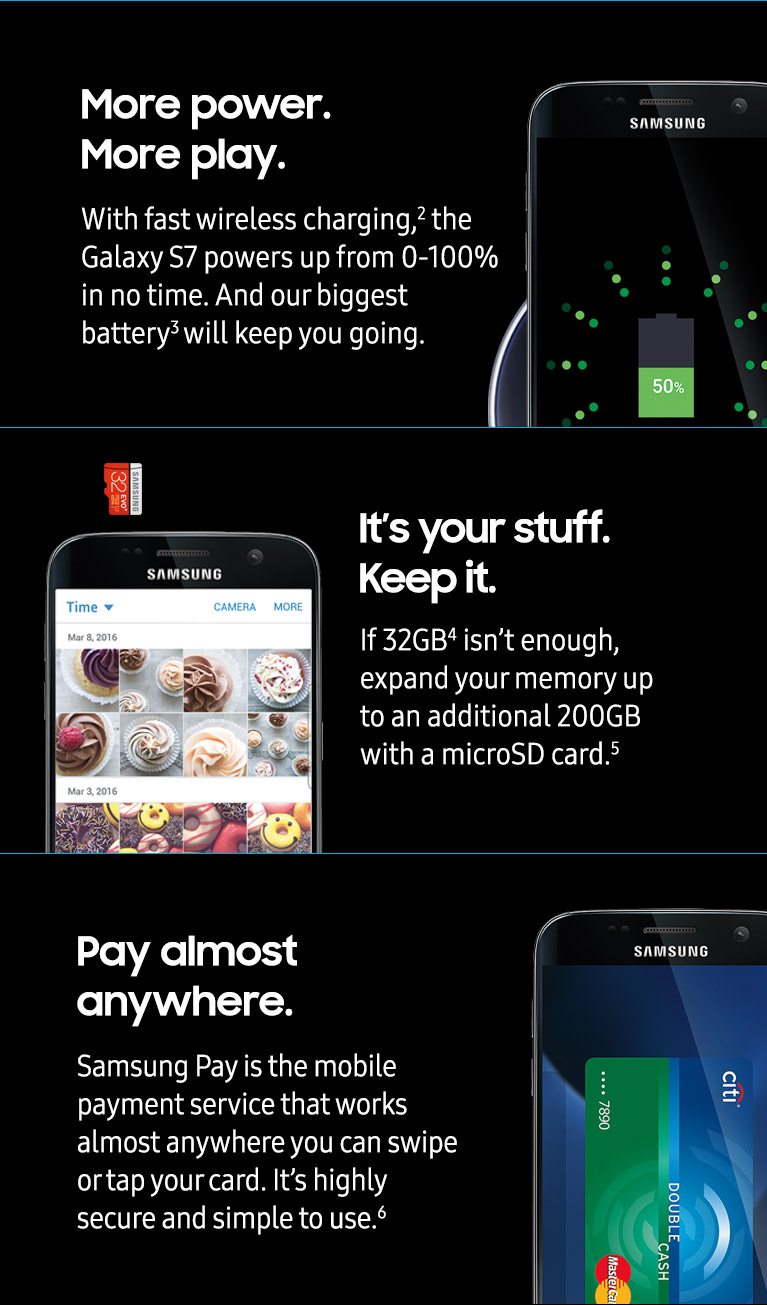 More power.
More play.
With fast wireless charging,2 the
Galaxy S7 powers up from 0-100%
in no time. And our biggest
battery3 will keep you going.
SAMSUNG
50%
SAMSUNG
32
EVO+
SAMSUNG
Time
CAMERA
MORE
Mar 8, 2016
Mar 3, 2016
It's your stuff.
Keep it.
If 32GB4 isn't enough,
expand your memory up
to an additional 200GB
with a microSD card.5
Pay almost
anywhere.
Samsung Pay is the mobile
payment service that works
almost anywhere you can swipe
or tap your card. It's highly
secure and simple to use.6
SAMSUNG
citi
•••• 7890
DOUBLE
CASH